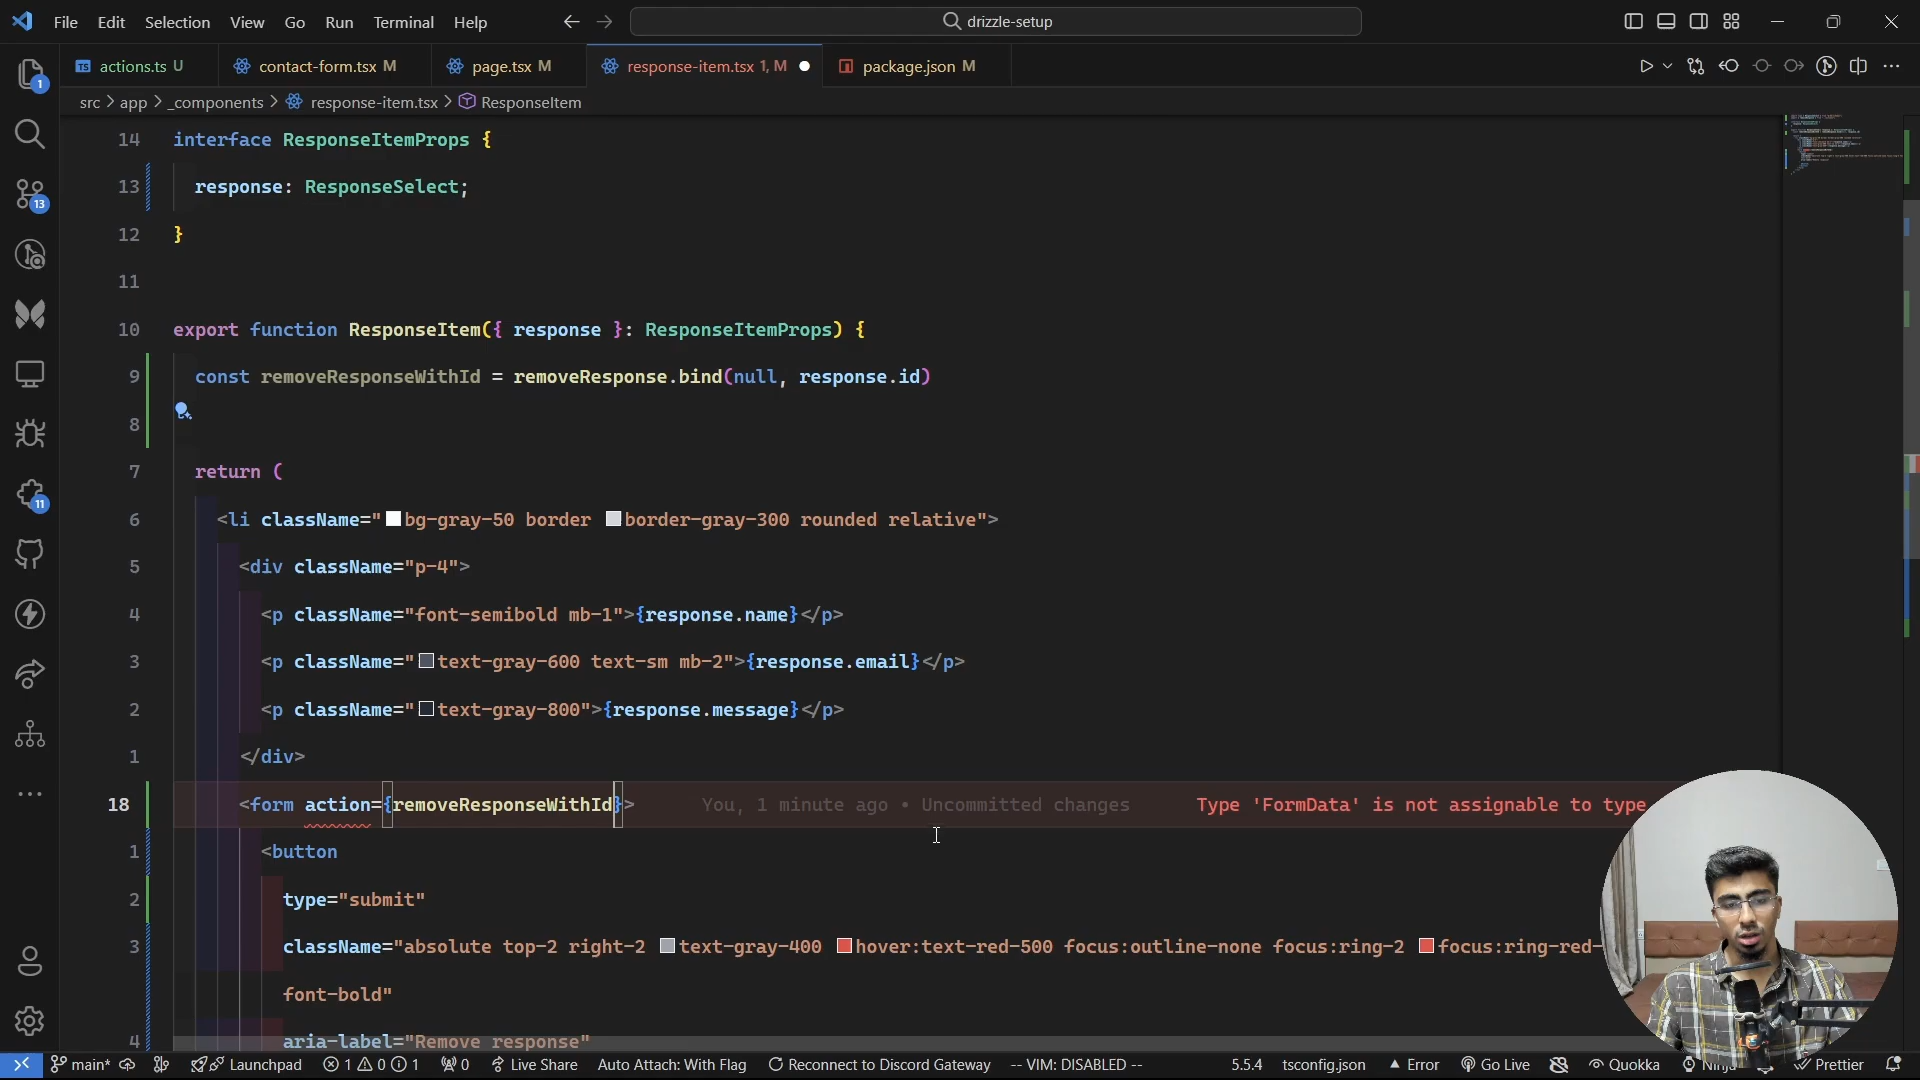 File Edit Selection View Go Run Terminal Help
drizzle-setup
1
actions.ts U
contact-form.tsx M
page.tsx M
response-item.tsx 1, M
package.json M
src > app > _components > response-item.tsx > ResponseItem
13
11
14 interface ResponseItemProps {
13 response: ResponseSelect;
12 }
11
10 export function ResponseItem({ response }: ResponseItemProps) {
9 const removeResponseWithId = removeResponse.bind(null, response.id)
8
7 return (
6 <li className="bg-gray-50 border border-gray-300 rounded relative">
5 <div className="p-4">
4 <p className="font-semibold mb-1">{response.name}</p>
3 <p className="text-gray-600 text-sm mb-2">{response.email}</p>
2 <p className="text-gray-800">{response.message}</p>
1 </div>
18 <form action={removeResponseWithId}> You, 1 minute ago • Uncommitted changes Type 'FormData' is not assignable to type
1 <button
2 type="submit"
3 className="absolute top-2 right-2 text-gray-400 hover:text-red-500 focus:outline-none focus:ring-2 focus:ring-red-
font-bold"
4 aria-label="Remove response"
main* Launchpad 1 0 1 0 Live Share Auto Attach: With Flag Reconnect to Discord Gateway -- VIM: DISABLED -- 5.5.4 tsconfig.json Error Go Live Quokka Prettier